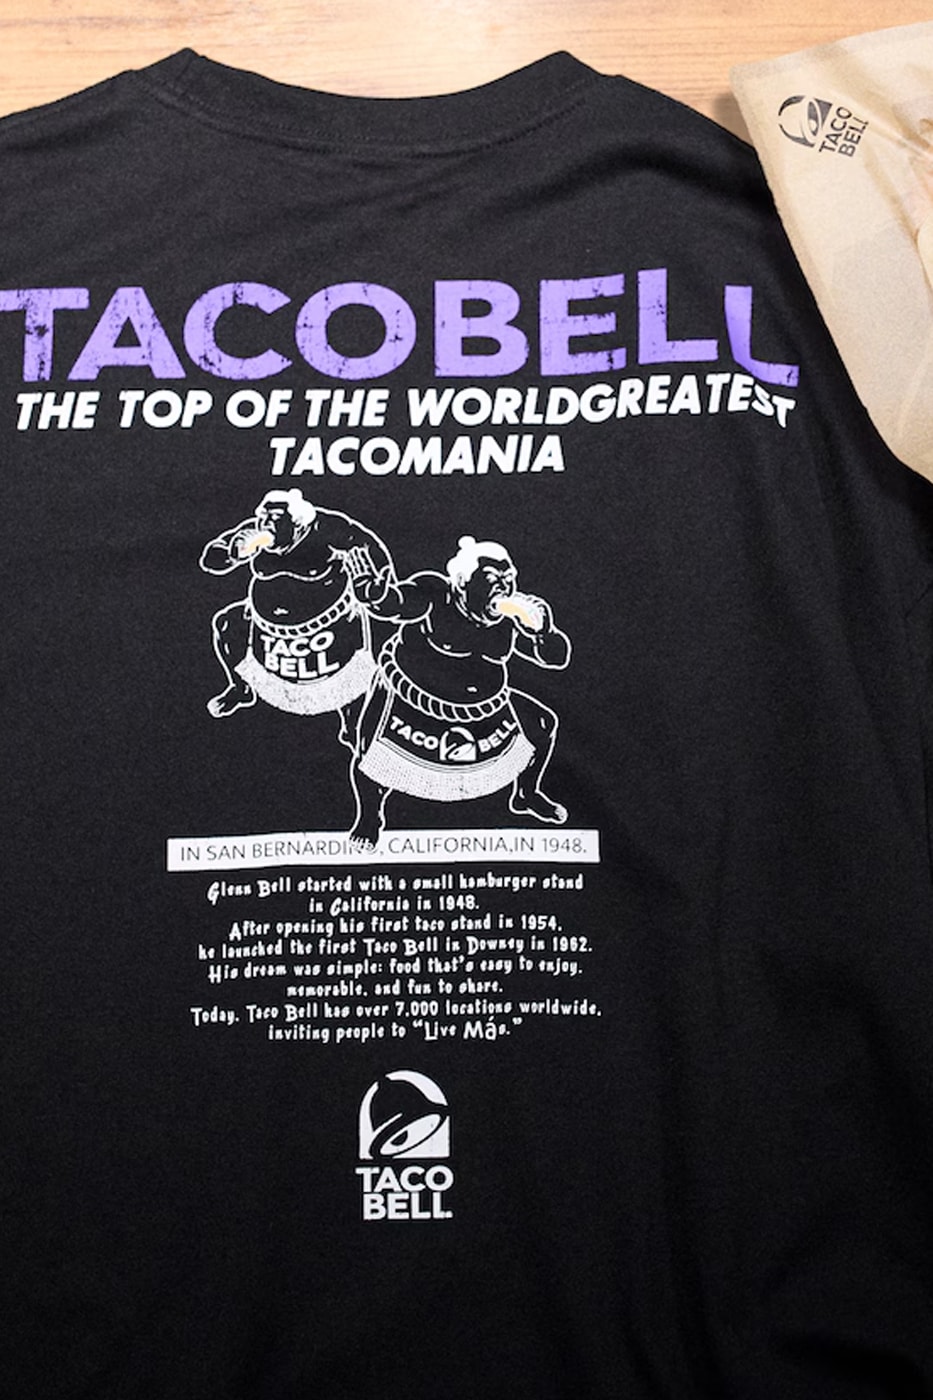 TACO
BELL
TACOBELL
THE TOP OF THE WORLDGREATEST
TACOMANIA
TACO
BELL
TACO BELL
IN SAN BERNARDINO, CALIFORNIA,IN 1948.
Glenn Bell started with a small hamburger stand
in California in 1948.
After opening his first taco stand in 1954,
he launched the first Taco Bell in Downey in 1962.
His dream was simple: food that's easy to enjoy,
memorable, and fun to share.
Today, Taco Bell has over 7,000 locations worldwide,
inviting people to "Live Más."
TACO
BELL